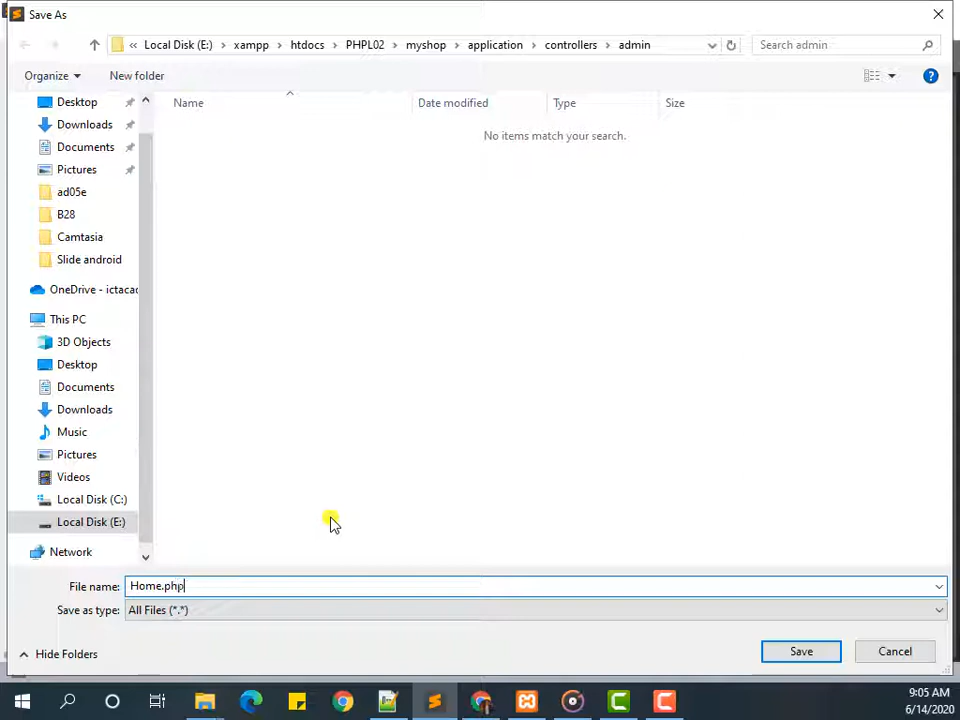 Save As
« Local Disk (E:) › xampp › htdocs › PHPL02 › myshop › application › controllers › admin
Search admin
Organize
New folder
Name
Date modified
Type
Size
No items match your search.
Desktop
Downloads
Documents
Pictures
ad05e
B28
Camtasia
Slide android
OneDrive - ictacad
This PC
3D Objects
Desktop
Documents
Downloads
Music
Pictures
Videos
Local Disk (C:)
Local Disk (E:)
Network
File name: Home.php
Save as type: All Files (*.*)
Hide Folders
Save
Cancel
9:05 AM
6/14/2020